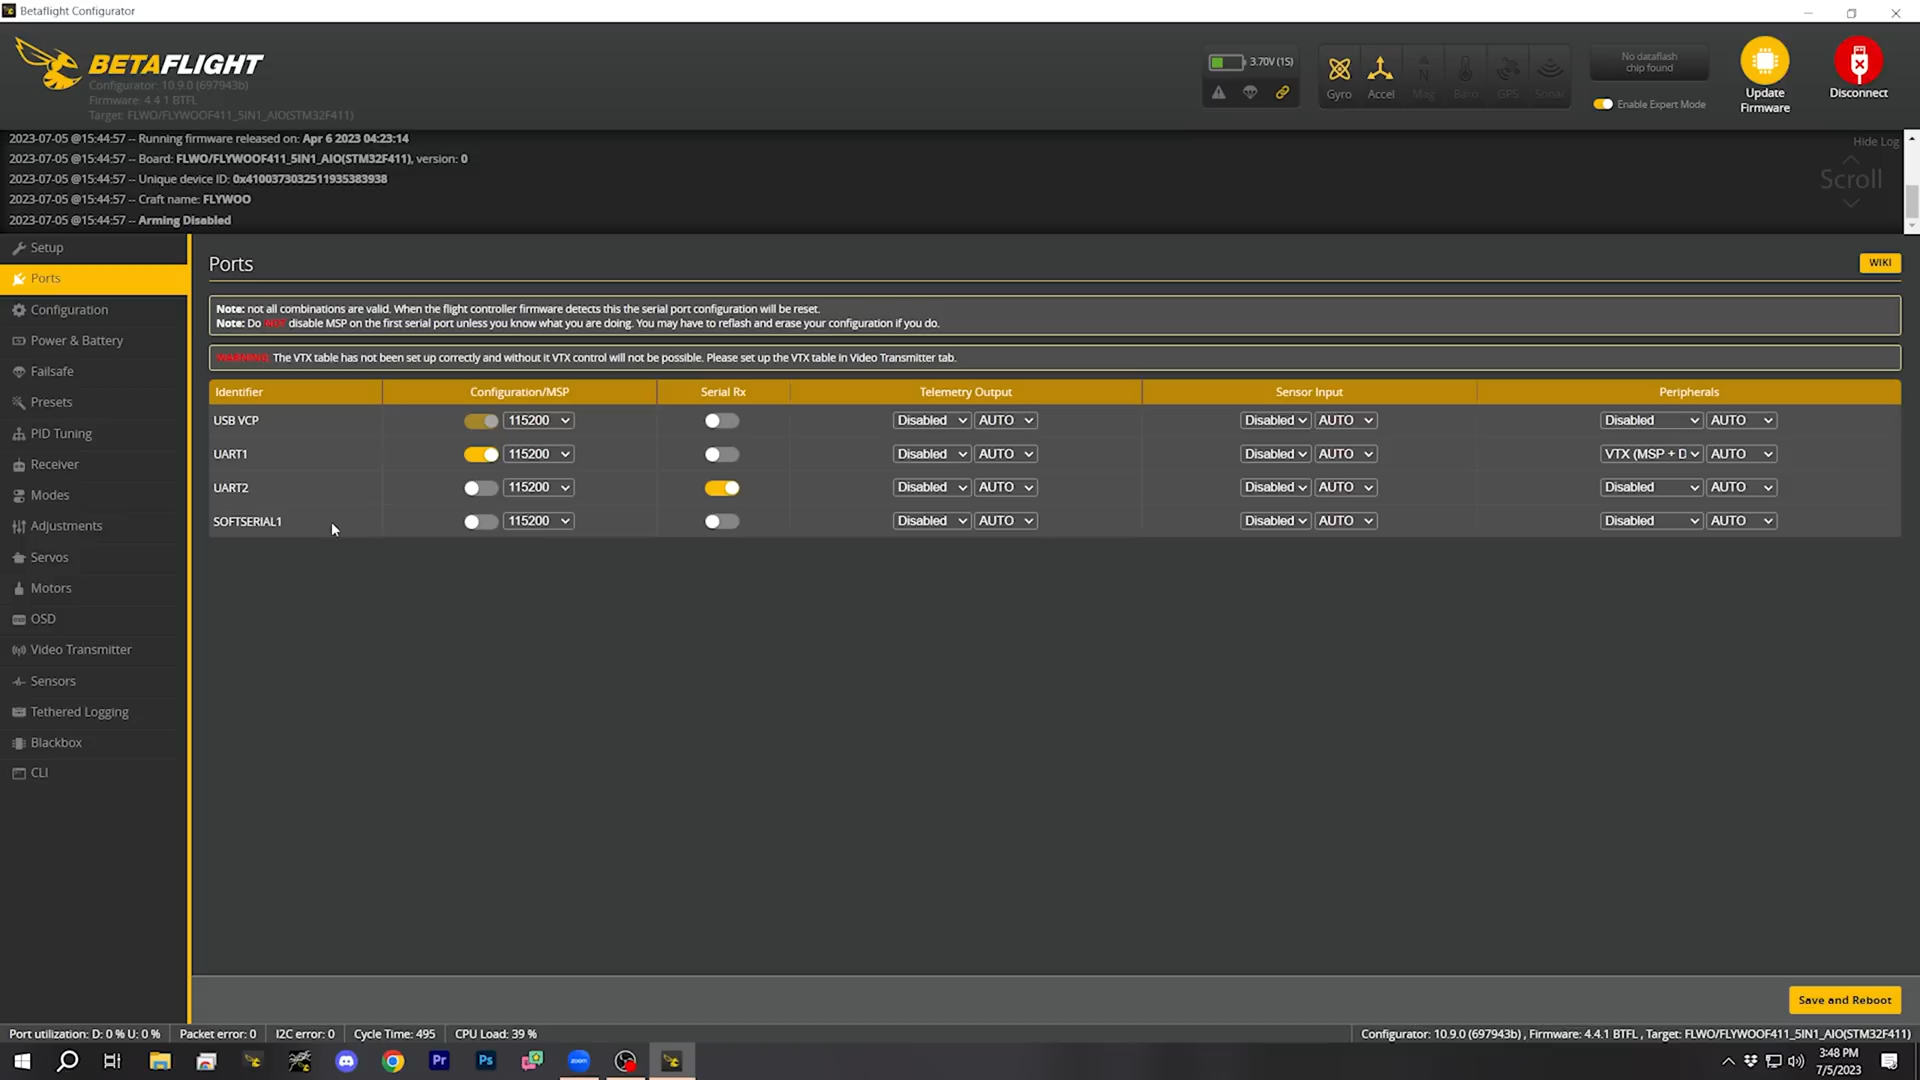 Betaflight Configurator
BETAFLIGHT
Configurator: 10.9.0 (697943b)
Firmware: 4.4.1 BTFL
Target: FLWO/FLYWOOF411_5IN1_AIO(STM32F411)
3.70V (1S)
Gyro
Accel
Mag
Baro
GPS
Sonar
No dataflash
chip found
Enable Expert Mode
Update
Firmware
Disconnect
2023-07-05 @15:44:57 -- Running firmware released on: Apr 6 2023 04:23:14
2023-07-05 @15:44:57 -- Board: FLWO/FLYWOOF411_5IN1_AIO(STM32F411), version: 0
2023-07-05 @15:44:57 -- Unique device ID: 0x4100373032511935383938
2023-07-05 @15:44:57 -- Craft name: FLYWOO
2023-07-05 @15:44:57 -- Arming Disabled
Hide Log
Scroll
Setup
Ports
Configuration
Power & Battery
Failsafe
Presets
PID Tuning
Receiver
Modes
Adjustments
Servos
Motors
OSD
Video Transmitter
Sensors
Tethered Logging
Blackbox
CLI
Ports
WIKI
Note: not all combinations are valid. When the flight controller firmware detects this the serial port configuration will be reset.
Note: Do NOT disable MSP on the first serial port unless you know what you are doing. You may have to reflash and erase your configuration if you do.
WARNING: The VTX table has not been set up correctly and without it VTX control will not be possible. Please set up the VTX table in Video Transmitter tab.
Identifier Configuration/MSP Serial Rx Telemetry Output Sensor Input Peripherals
USB VCP 115200 Disabled AUTO Disabled AUTO Disabled AUTO
UART1 115200 Disabled AUTO Disabled AUTO VTX (MSP + D AUTO
UART2 115200 Disabled AUTO Disabled AUTO Disabled AUTO
SOFTSERIAL1 115200 Disabled AUTO Disabled AUTO Disabled AUTO
Save and Reboot
Port utilization: D: 0 % U: 0 % Packet error: 0 I2C error: 0 Cycle Time: 495 CPU Load: 39 %
Configurator: 10.9.0 (697943b) , Firmware: 4.4.1 BTFL , Target: FLWO/FLYWOOF411_5IN1_AIO(STM32F411)
Pr
Ps
zoom
3:48 PM
7/5/2023